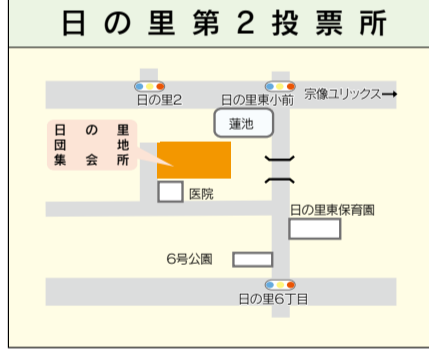 日の里第2投票所
日の里2
日の里東小前
宗像ユリックス→
蓮池
日の里
団地
集会所
医院
日の里東保育園
6号公園
日の里6丁目